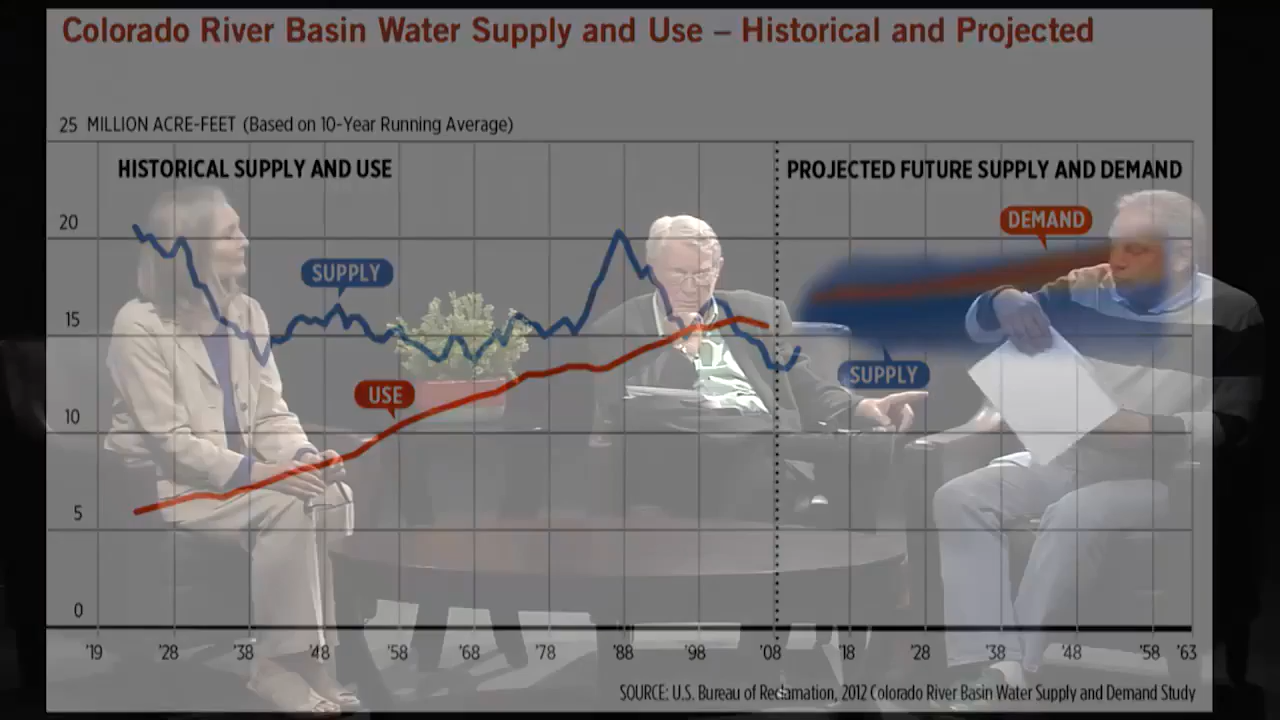 Colorado River Basin Water Supply and Use – Historical and Projected
25 MILLION ACRE-FEET (Based on 10-Year Running Average)
HISTORICAL SUPPLY AND USE
PROJECTED FUTURE SUPPLY AND DEMAND
20
DEMAND
SUPPLY
15
SUPPLY
USE
10
5
0
'19 '28 '38 '48 '58 '68 '78 '88 '98 '08 '18 '28 '38 '48 '58 '63
SOURCE: U.S. Bureau of Reclamation, 2012 Colorado River Basin Water Supply and Demand Study